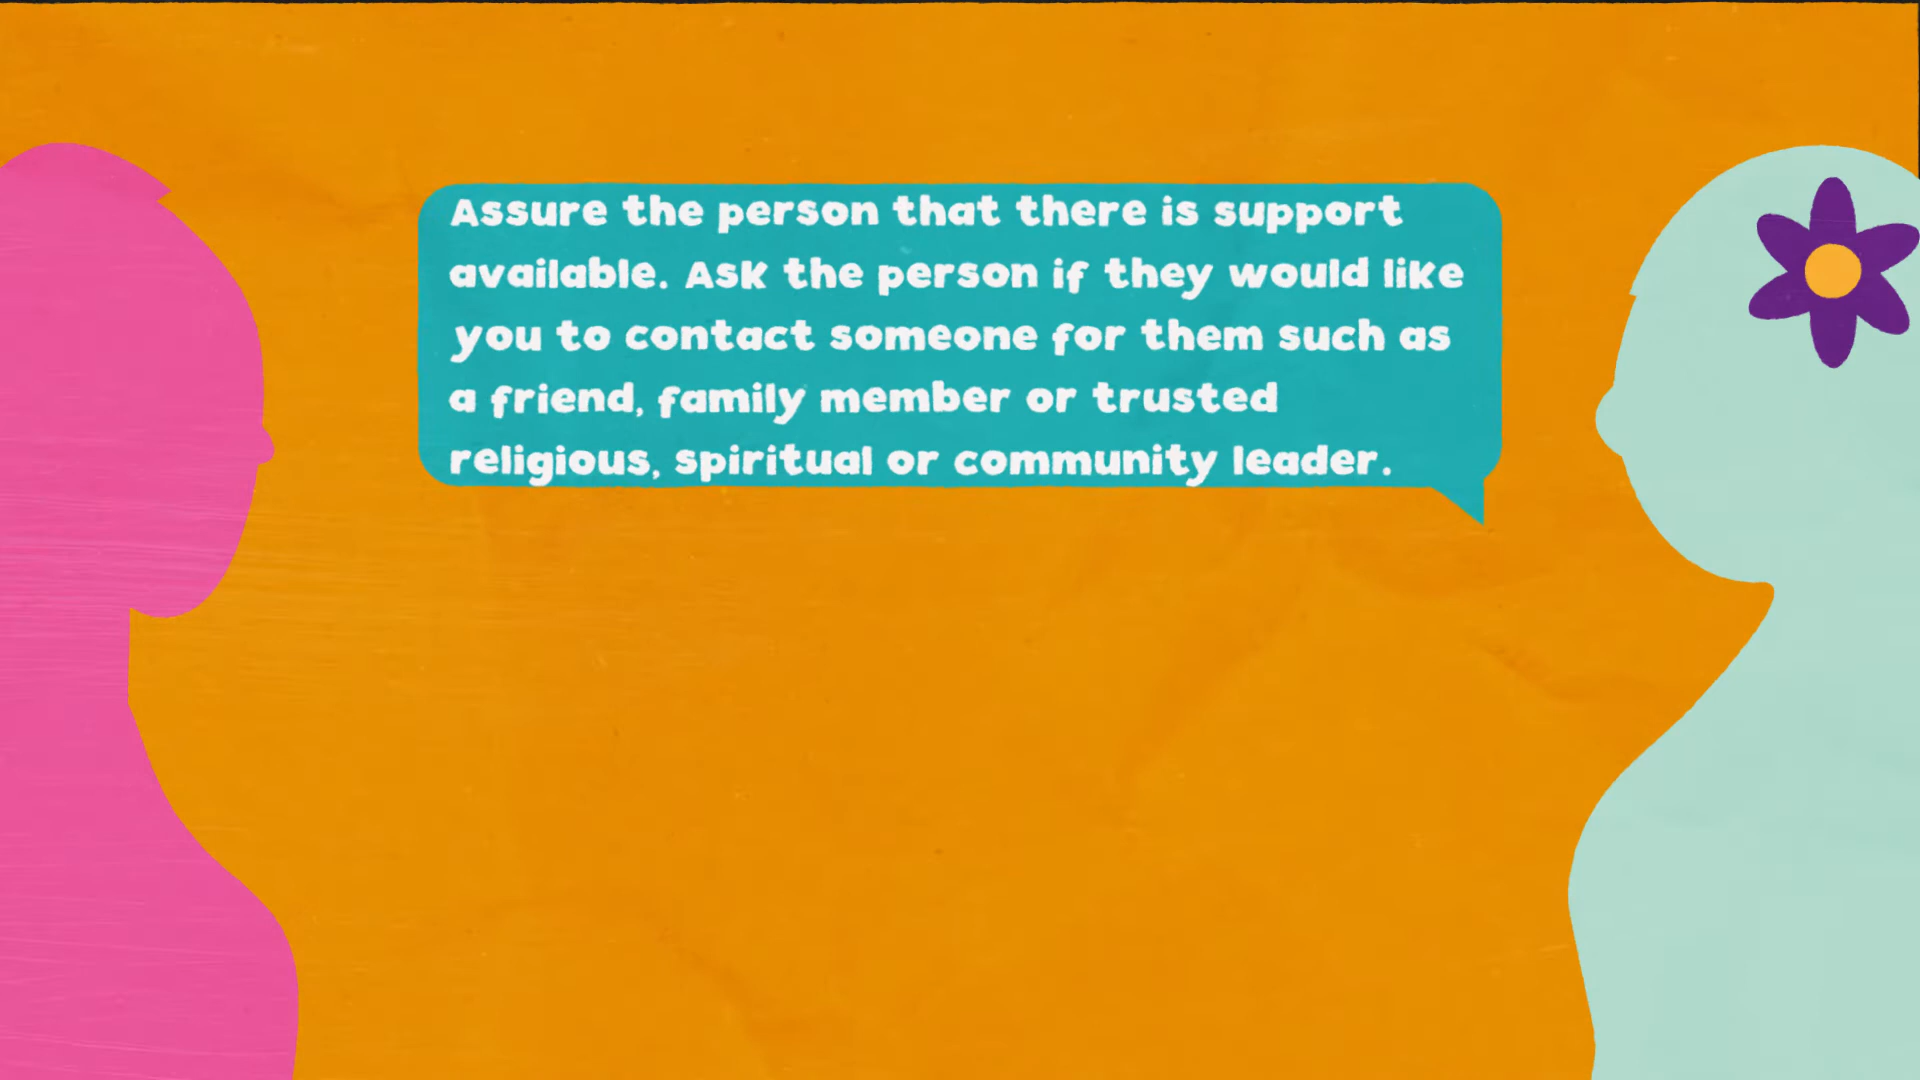 Assure the person that there is support
available. Ask the person if they would like
you to contact someone for them such as
a friend, family member or trusted
religious, spiritual or community leader.